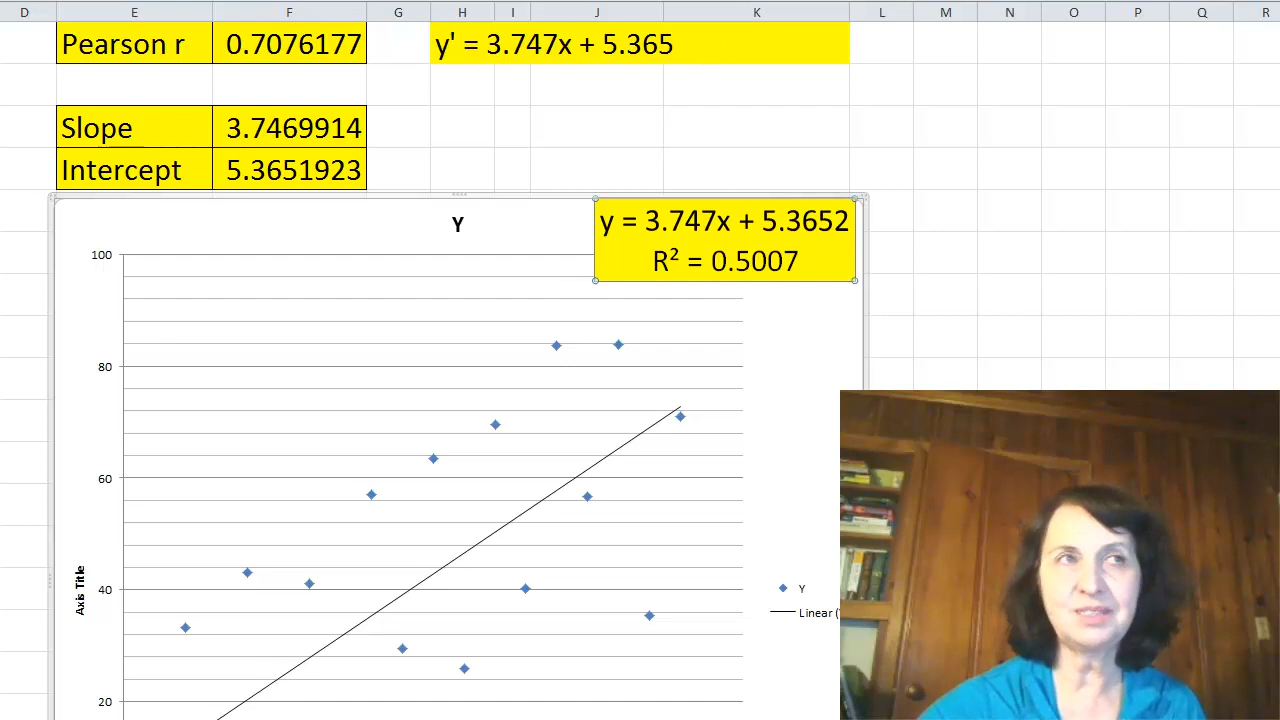 D E F G H I J K L M N O P Q R
Pearson r 0.7076177 y' = 3.747x + 5.365
Slope 3.7469914
Intercept 5.3651923
Y
y = 3.747x + 5.3652
R² = 0.5007
100
80
60
40
20
Axis Title
Y
Linear (